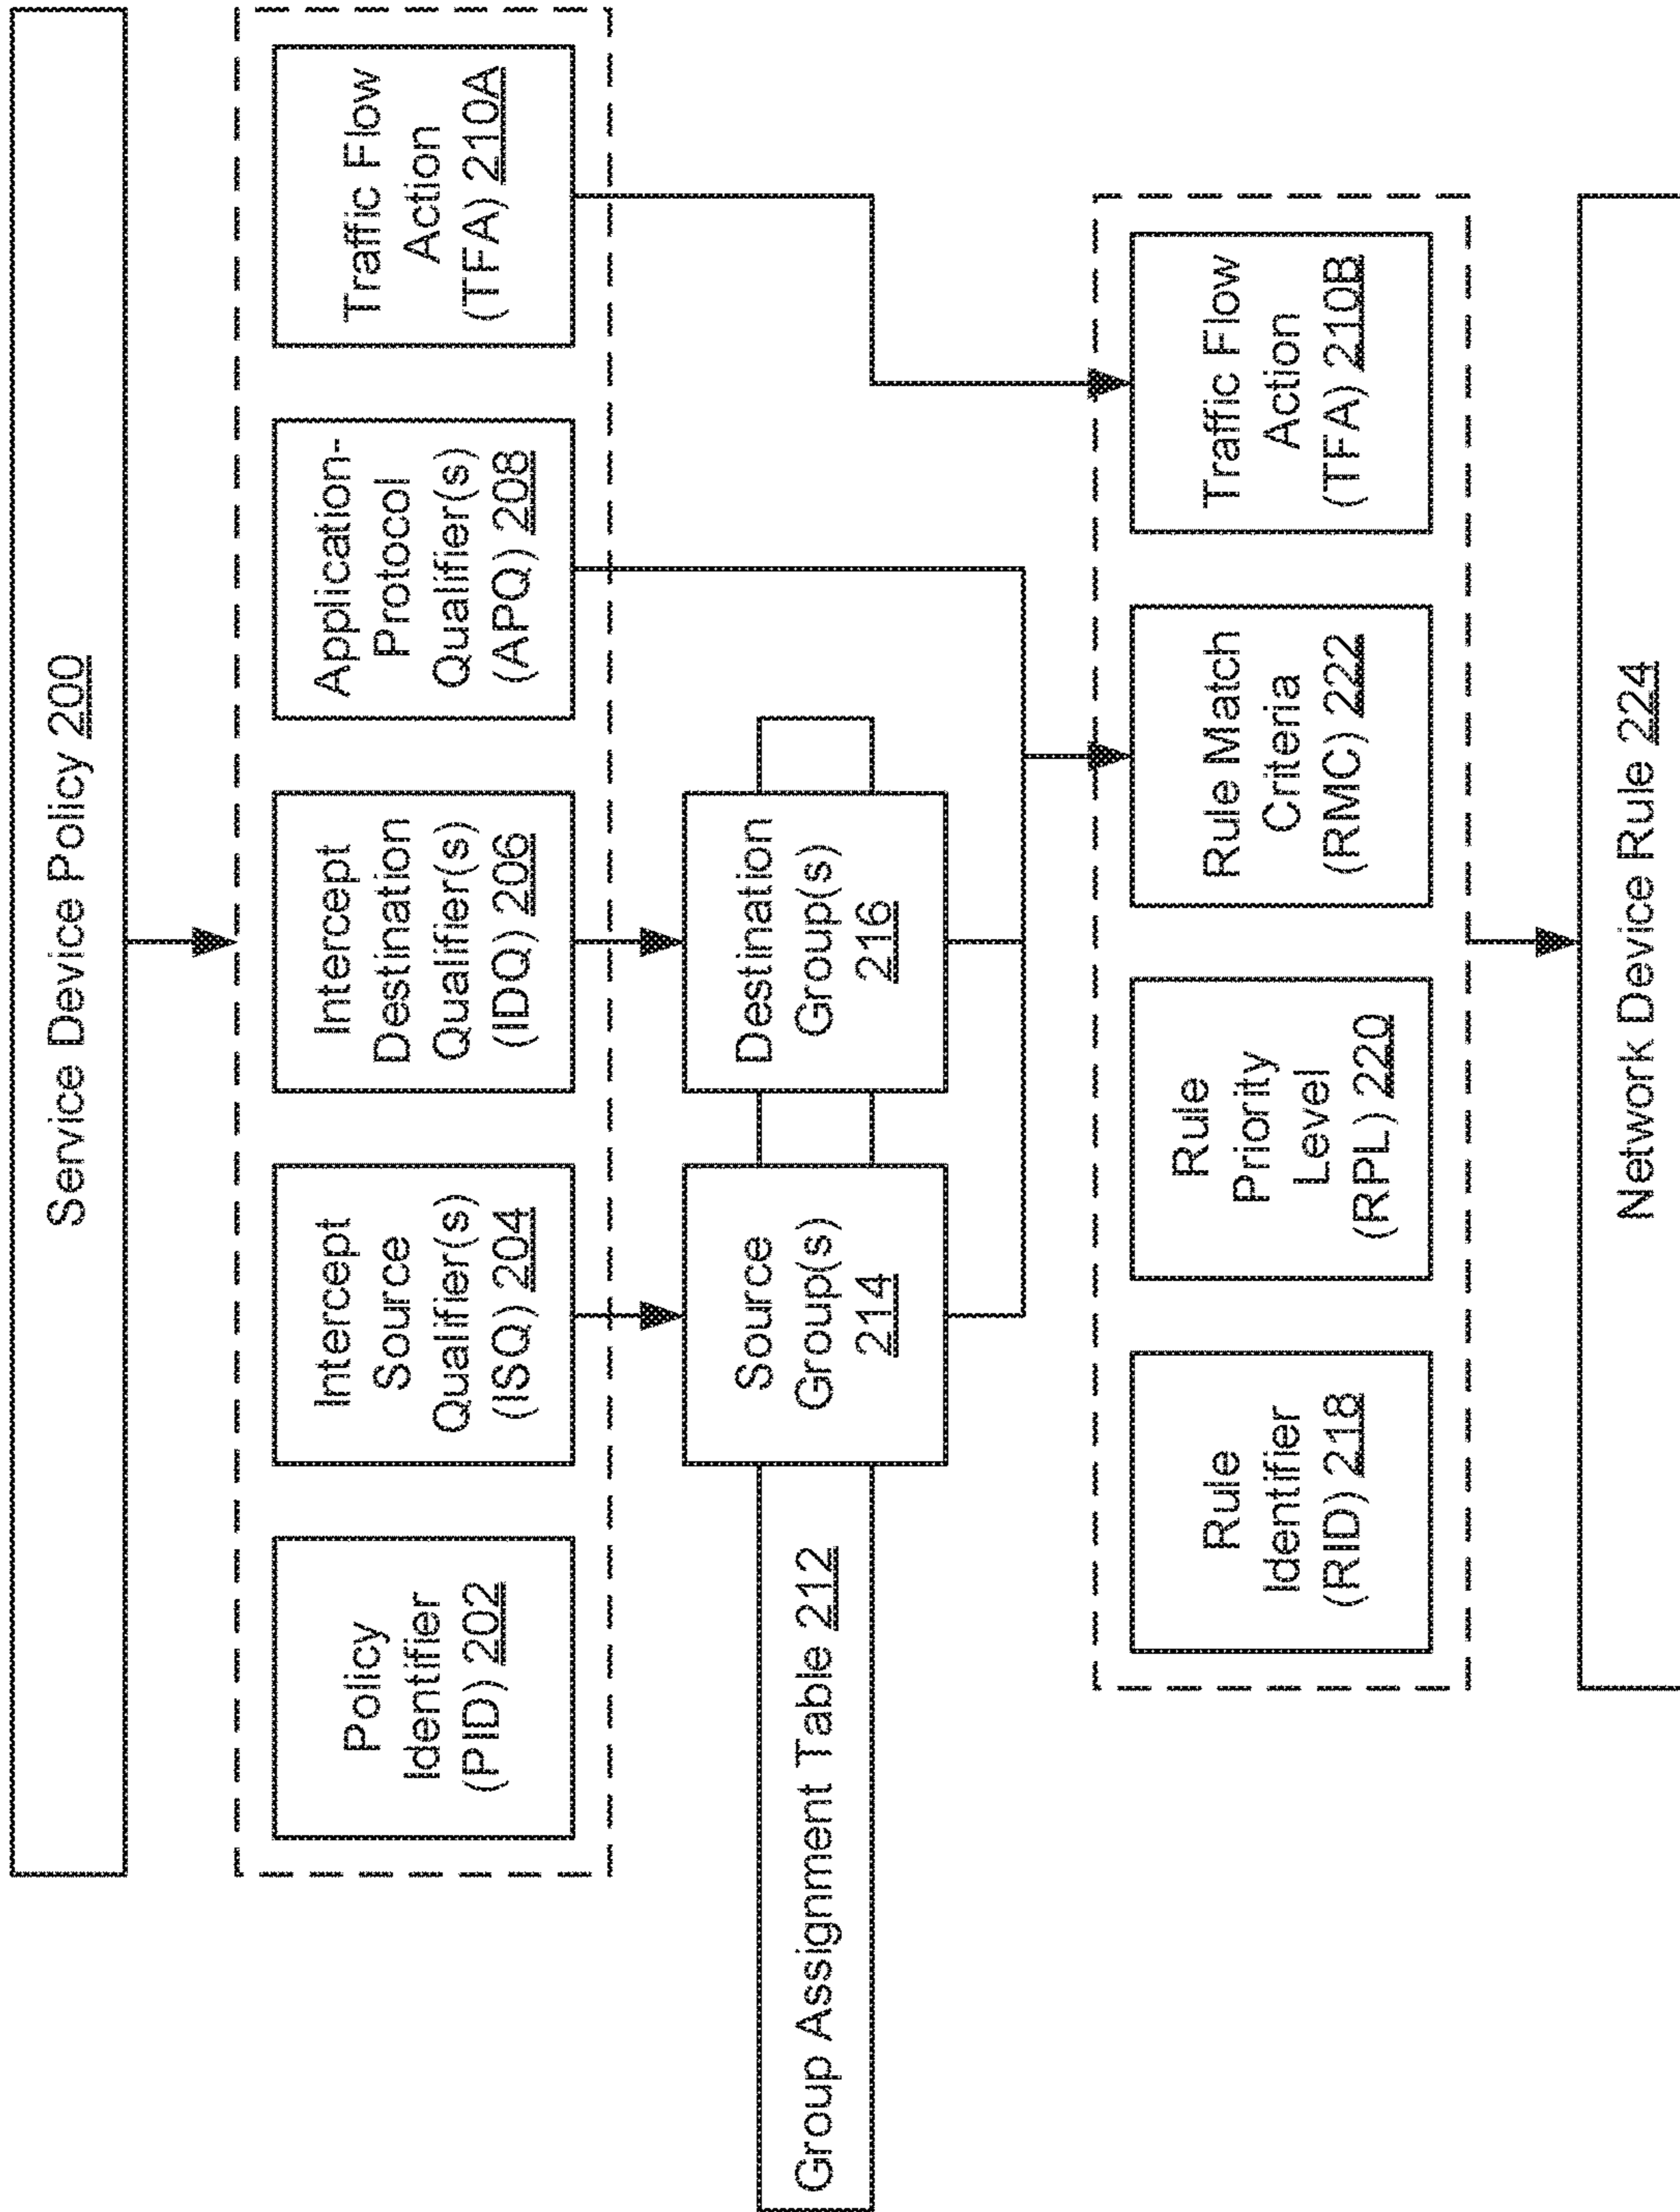 Service Device Policy 200
Policy
Identifier
(PID) 202
Intercept
Source
Qualifier(s)
(ISQ) 204
Intercept
Destination
Qualifier(s)
(IDQ) 206
Application-
Protocol
Qualifier(s)
(APQ) 208
Traffic Flow
Action
(TFA) 210A
Group Assignment Table 212
Source
Group(s)
214
Destination
Group(s)
216
Rule
Identifier
(RID) 218
Rule
Priority
Level
(RPL) 220
Rule Match
Criteria
(RMC) 222
Traffic Flow
Action
(TFA) 210B
Network Device Rule 224